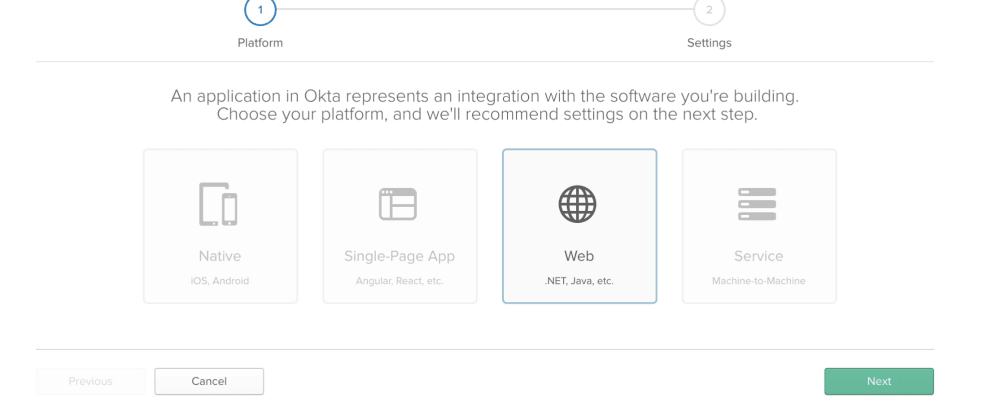 1
2
Platform
Settings
An application in Okta represents an integration with the software you're building.
Choose your platform, and we'll recommend settings on the next step.
Native
iOS, Android
Single-Page App
Angular, React, etc.
Web
.NET, Java, etc.
Service
Machine-to-Machine
Previous
Cancel
Next